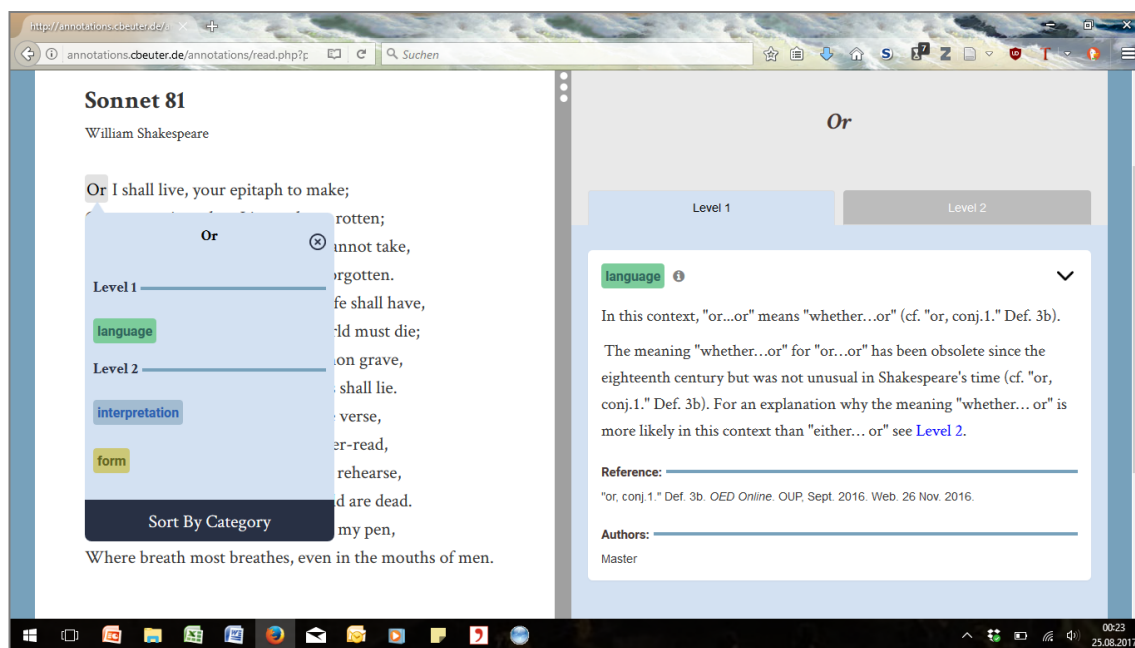 http://annotations.cbeuter.de/
annotations.cbeuter.de/annotations/read.php?p
Suchen
S
7
Z
T
Sonnet 81
William Shakespeare
Or I shall live, your epitaph to make;
rotten;
annot take,
orgotten.
fe shall have,
rld must die;
on grave,
shall lie.
verse,
er-read,
rehearse,
d are dead.
my pen,
Where breath most breathes, even in the mouths of men.
Or
Level 1
language
Level 2
interpretation
form
Sort By Category
Or
Level 1
Level 2
language
In this context, "or...or" means "whether…or" (cf. "or, conj.1." Def. 3b).
The meaning "whether…or" for "or…or" has been obsolete since the
eighteenth century but was not unusual in Shakespeare's time (cf. "or,
conj.1." Def. 3b). For an explanation why the meaning "whether… or" is
more likely in this context than "either… or" see Level 2.
Reference:
"or, conj.1." Def. 3b. OED Online. OUP, Sept. 2016. Web. 26 Nov. 2016.
Authors:
Master
00:23
25.08.2017